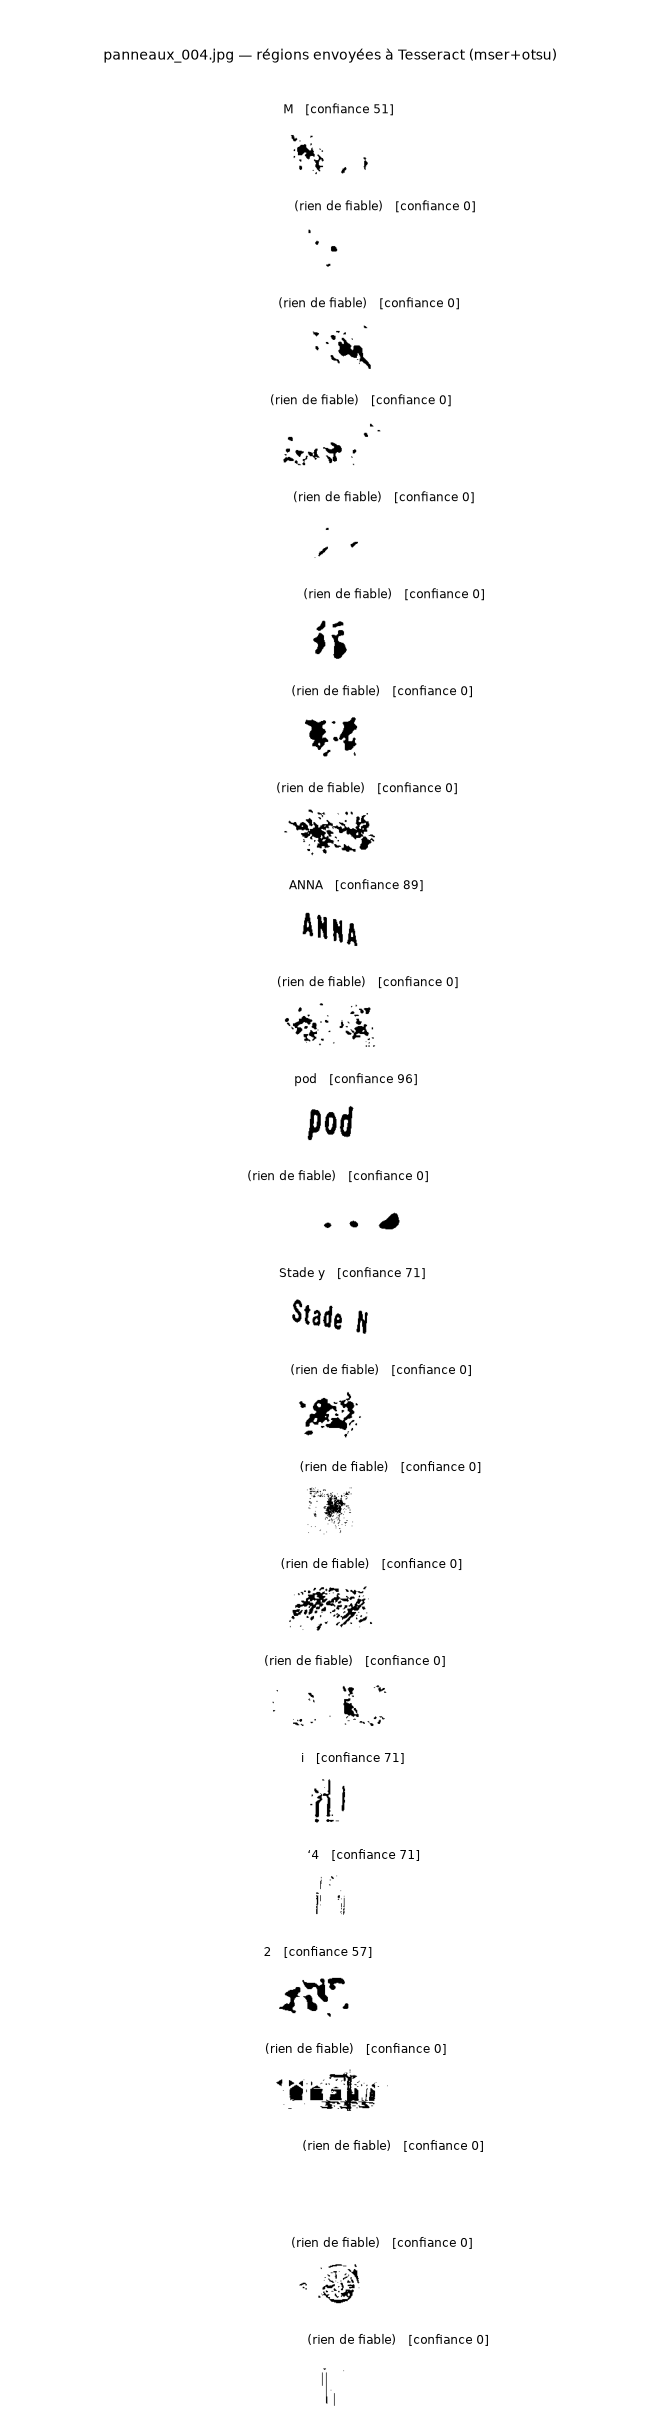 panneaux_004.jpg — régions envoyées à Tesseract (mser+otsu)
M [confiance 51]
(rien de fiable) [confiance 0]
(rien de fiable) [confiance 0]
(rien de fiable) [confiance 0]
(rien de fiable) [confiance 0]
(rien de fiable) [confiance 0]
(rien de fiable) [confiance 0]
(rien de fiable) [confiance 0]
ANNA [confiance 89]
ANNA
(rien de fiable) [confiance 0]
pod [confiance 96]
pod
(rien de fiable) [confiance 0]
Stade y [confiance 71]
Stade N
(rien de fiable) [confiance 0]
(rien de fiable) [confiance 0]
(rien de fiable) [confiance 0]
(rien de fiable) [confiance 0]
i [confiance 71]
‘4 [confiance 71]
2 [confiance 57]
(rien de fiable) [confiance 0]
(rien de fiable) [confiance 0]
(rien de fiable) [confiance 0]
(rien de fiable) [confiance 0]